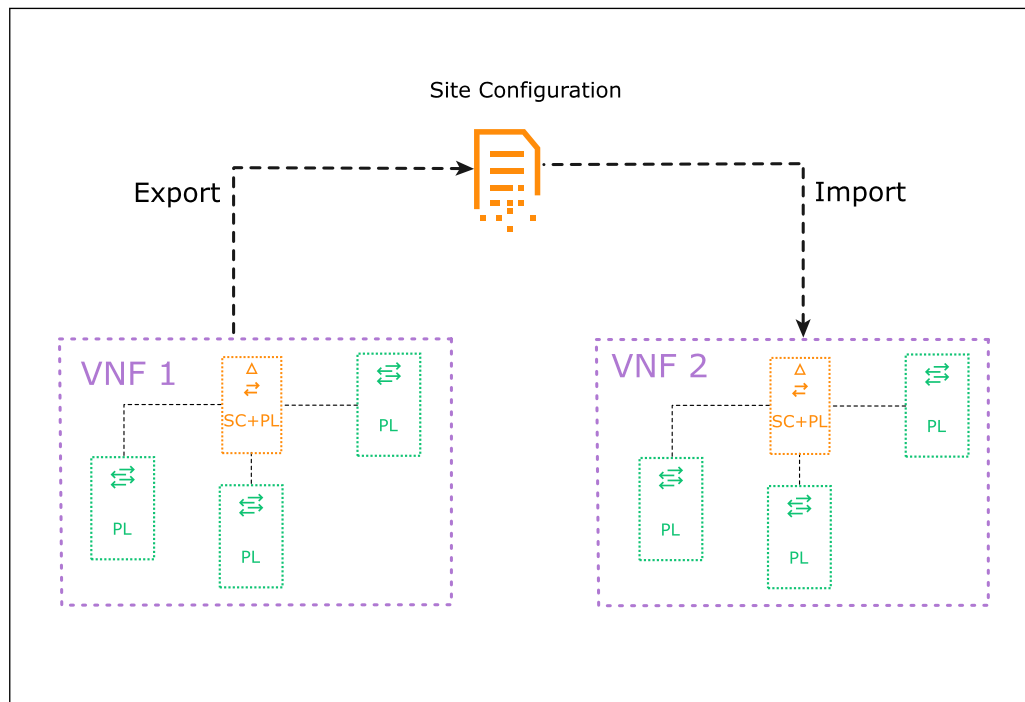 Site Configuration
Export
Import
VNF 1
SC+PL
PL
PL
PL
VNF 2
SC+PL
PL
PL
PL